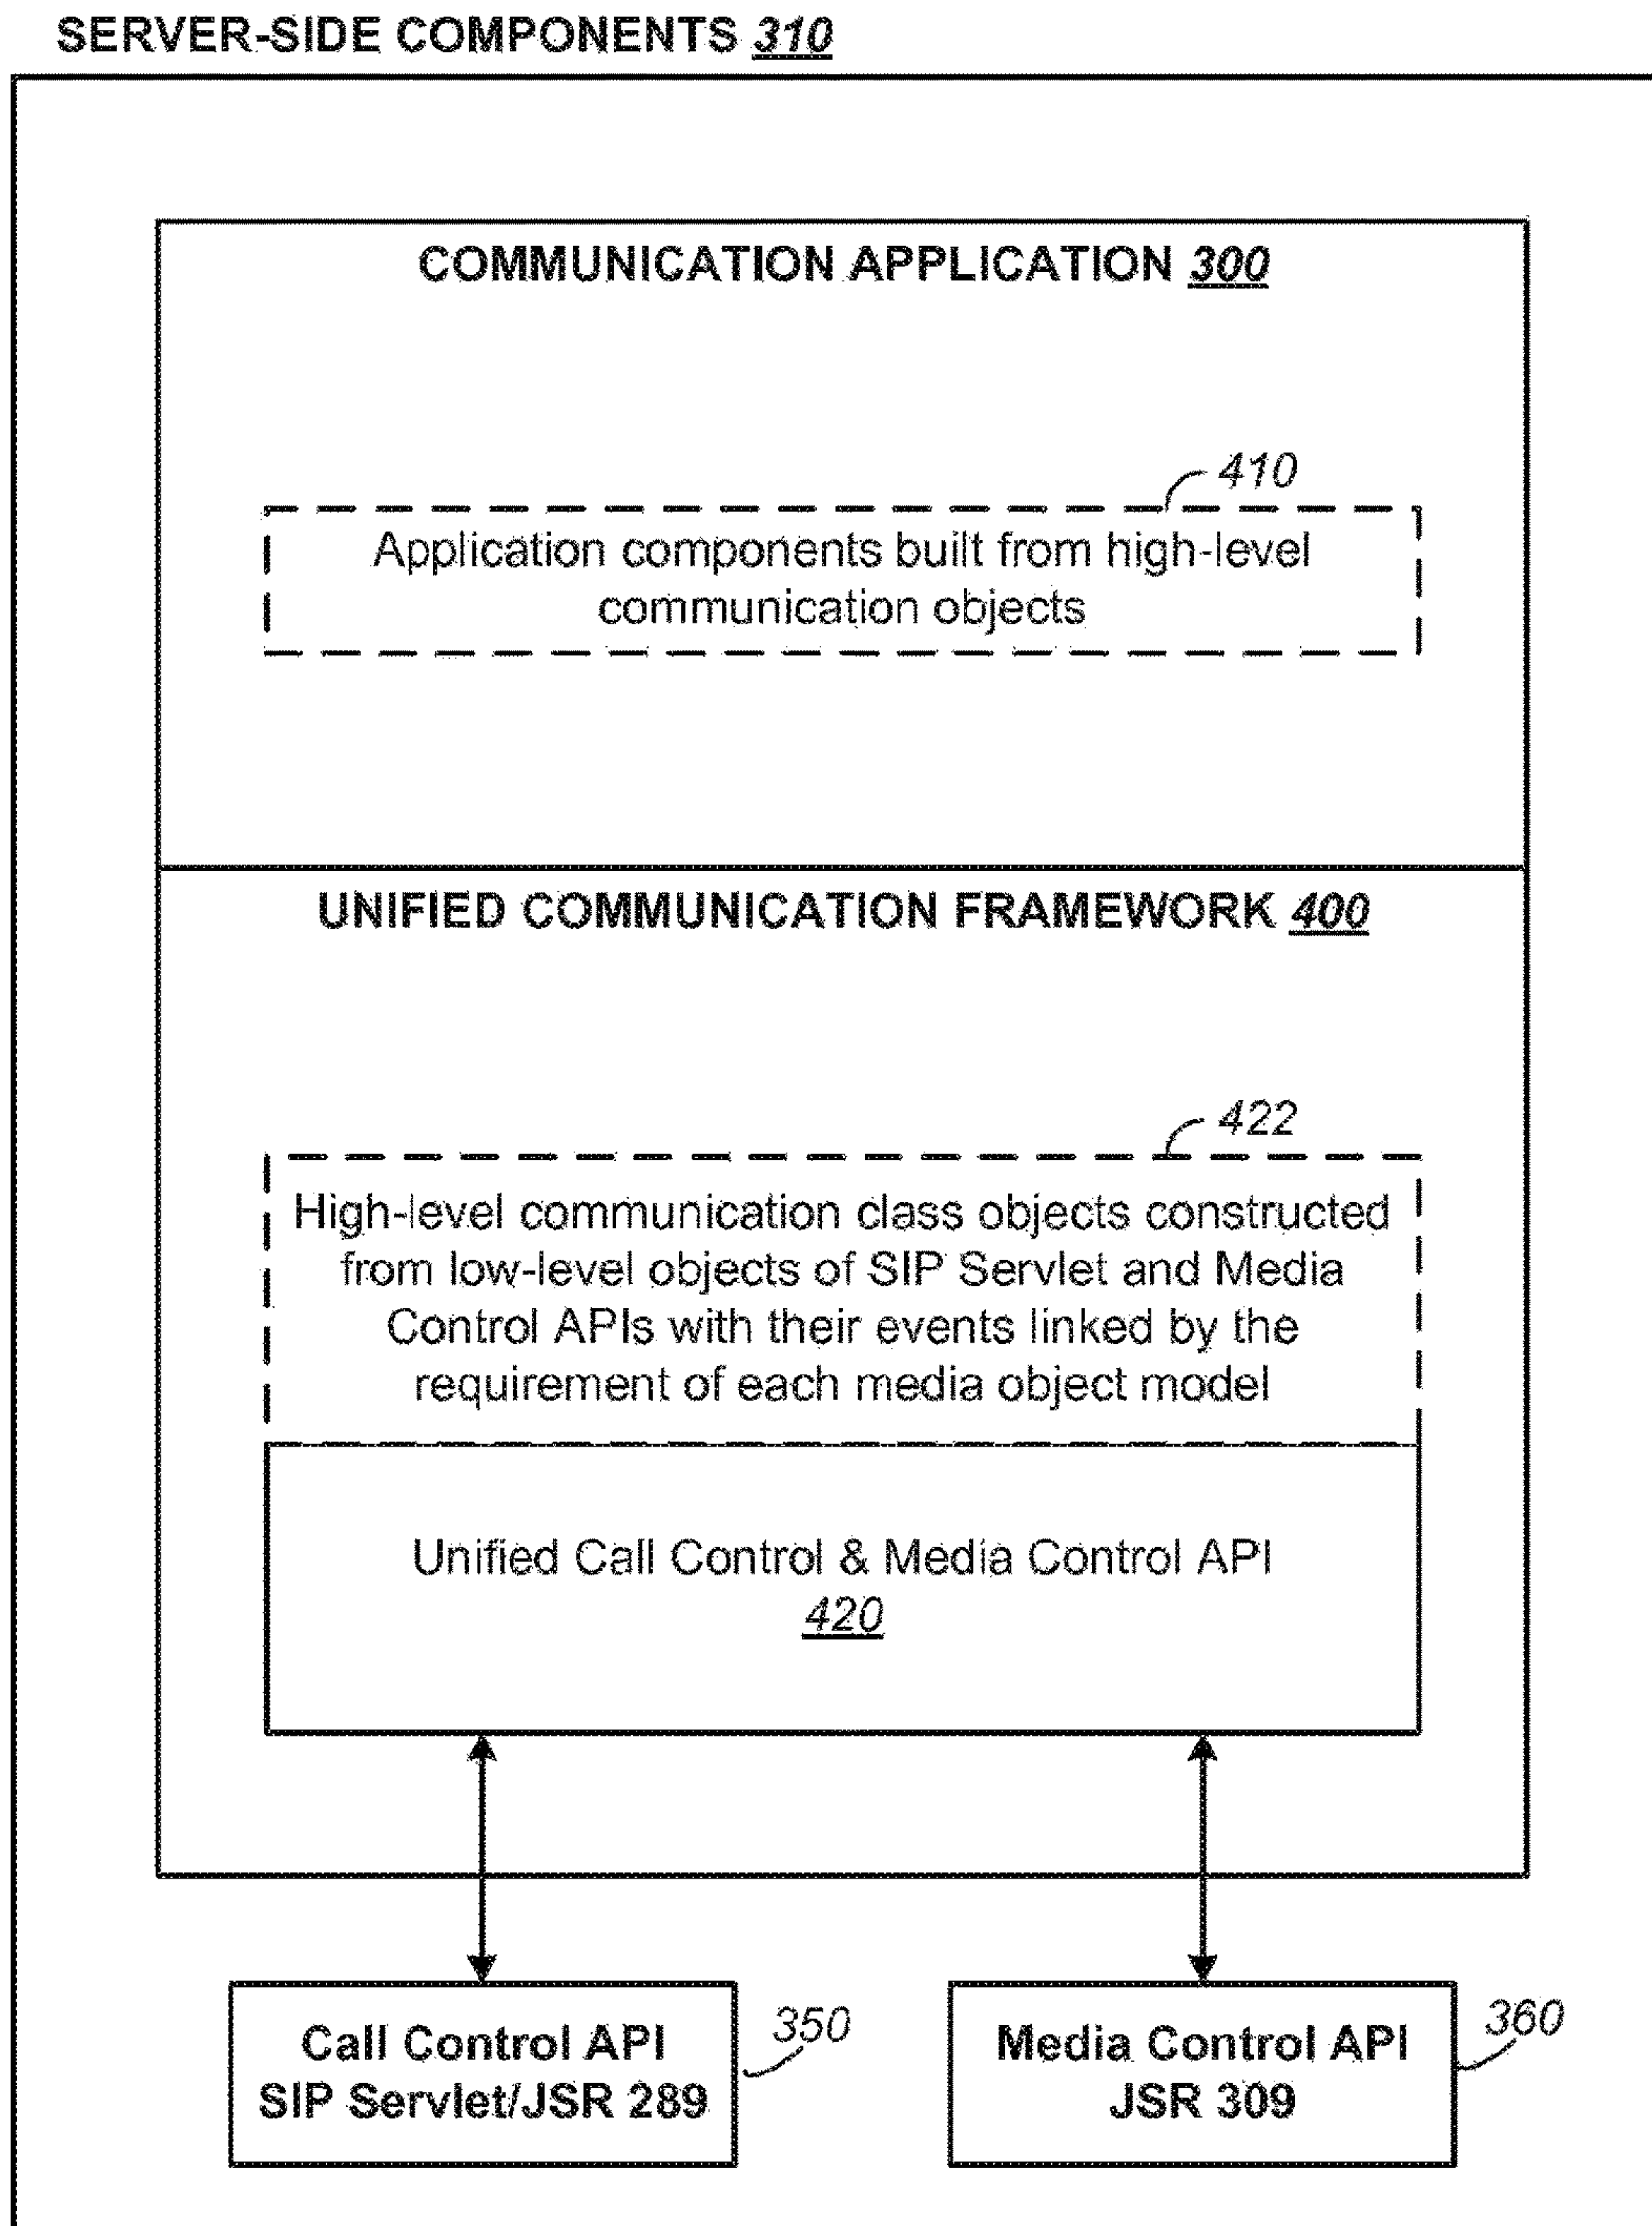 SERVER-SIDE COMPONENTS 310
COMMUNICATION APPLICATION 300
410
Application components built from high-level
communication objects
UNIFIED COMMUNICATION FRAMEWORK 400
422
High-level communication class objects constructed
from low-level objects of SIP Servlet and Media
Control APIs with their events linked by the
requirement of each media object model
Unified Call Control & Media Control API
420
Call Control API
SIP Servlet/JSR 289
350
Media Control API
JSR 309
360